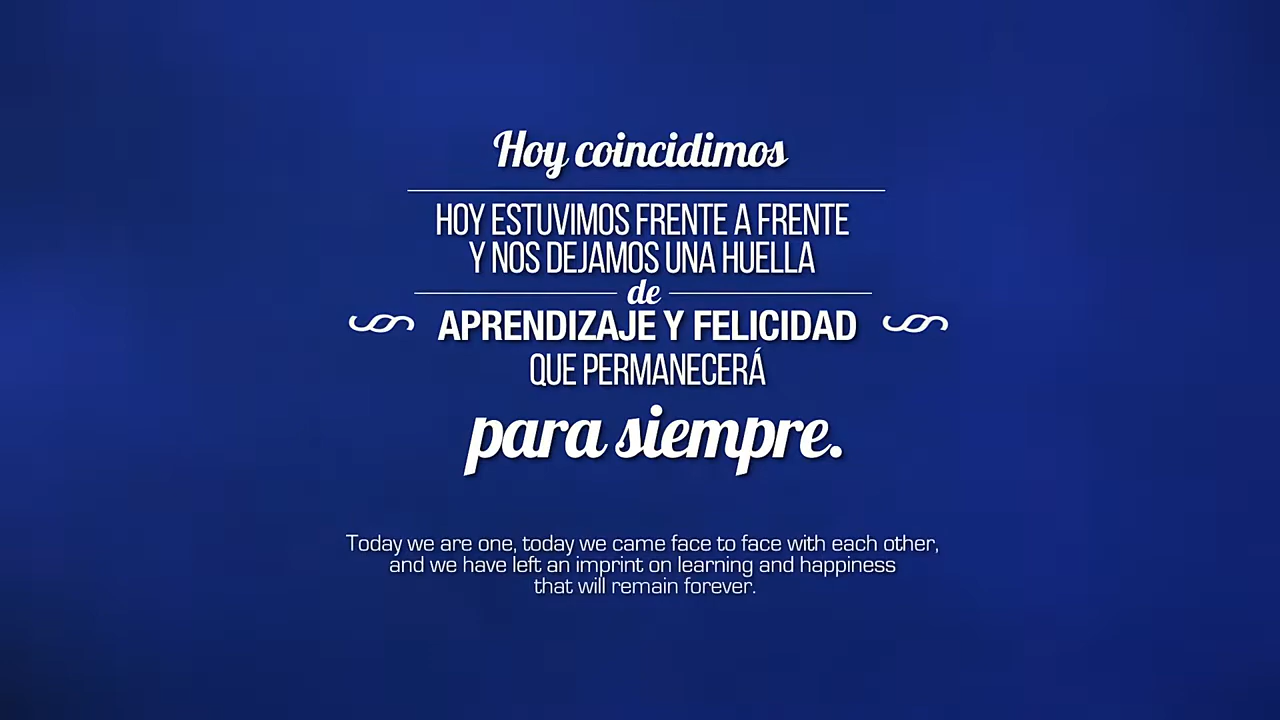 Hoy coincidimos
HOY ESTUVIMOS FRENTE A FRENTE
Y NOS DEJAMOS UNA HUELLA
de
APRENDIZAJE Y FELICIDAD
QUE PERMANECERÁ
para siempre.
Today we are one, today we came face to face with each other,
and we have left an imprint on learning and happiness
that will remain forever.